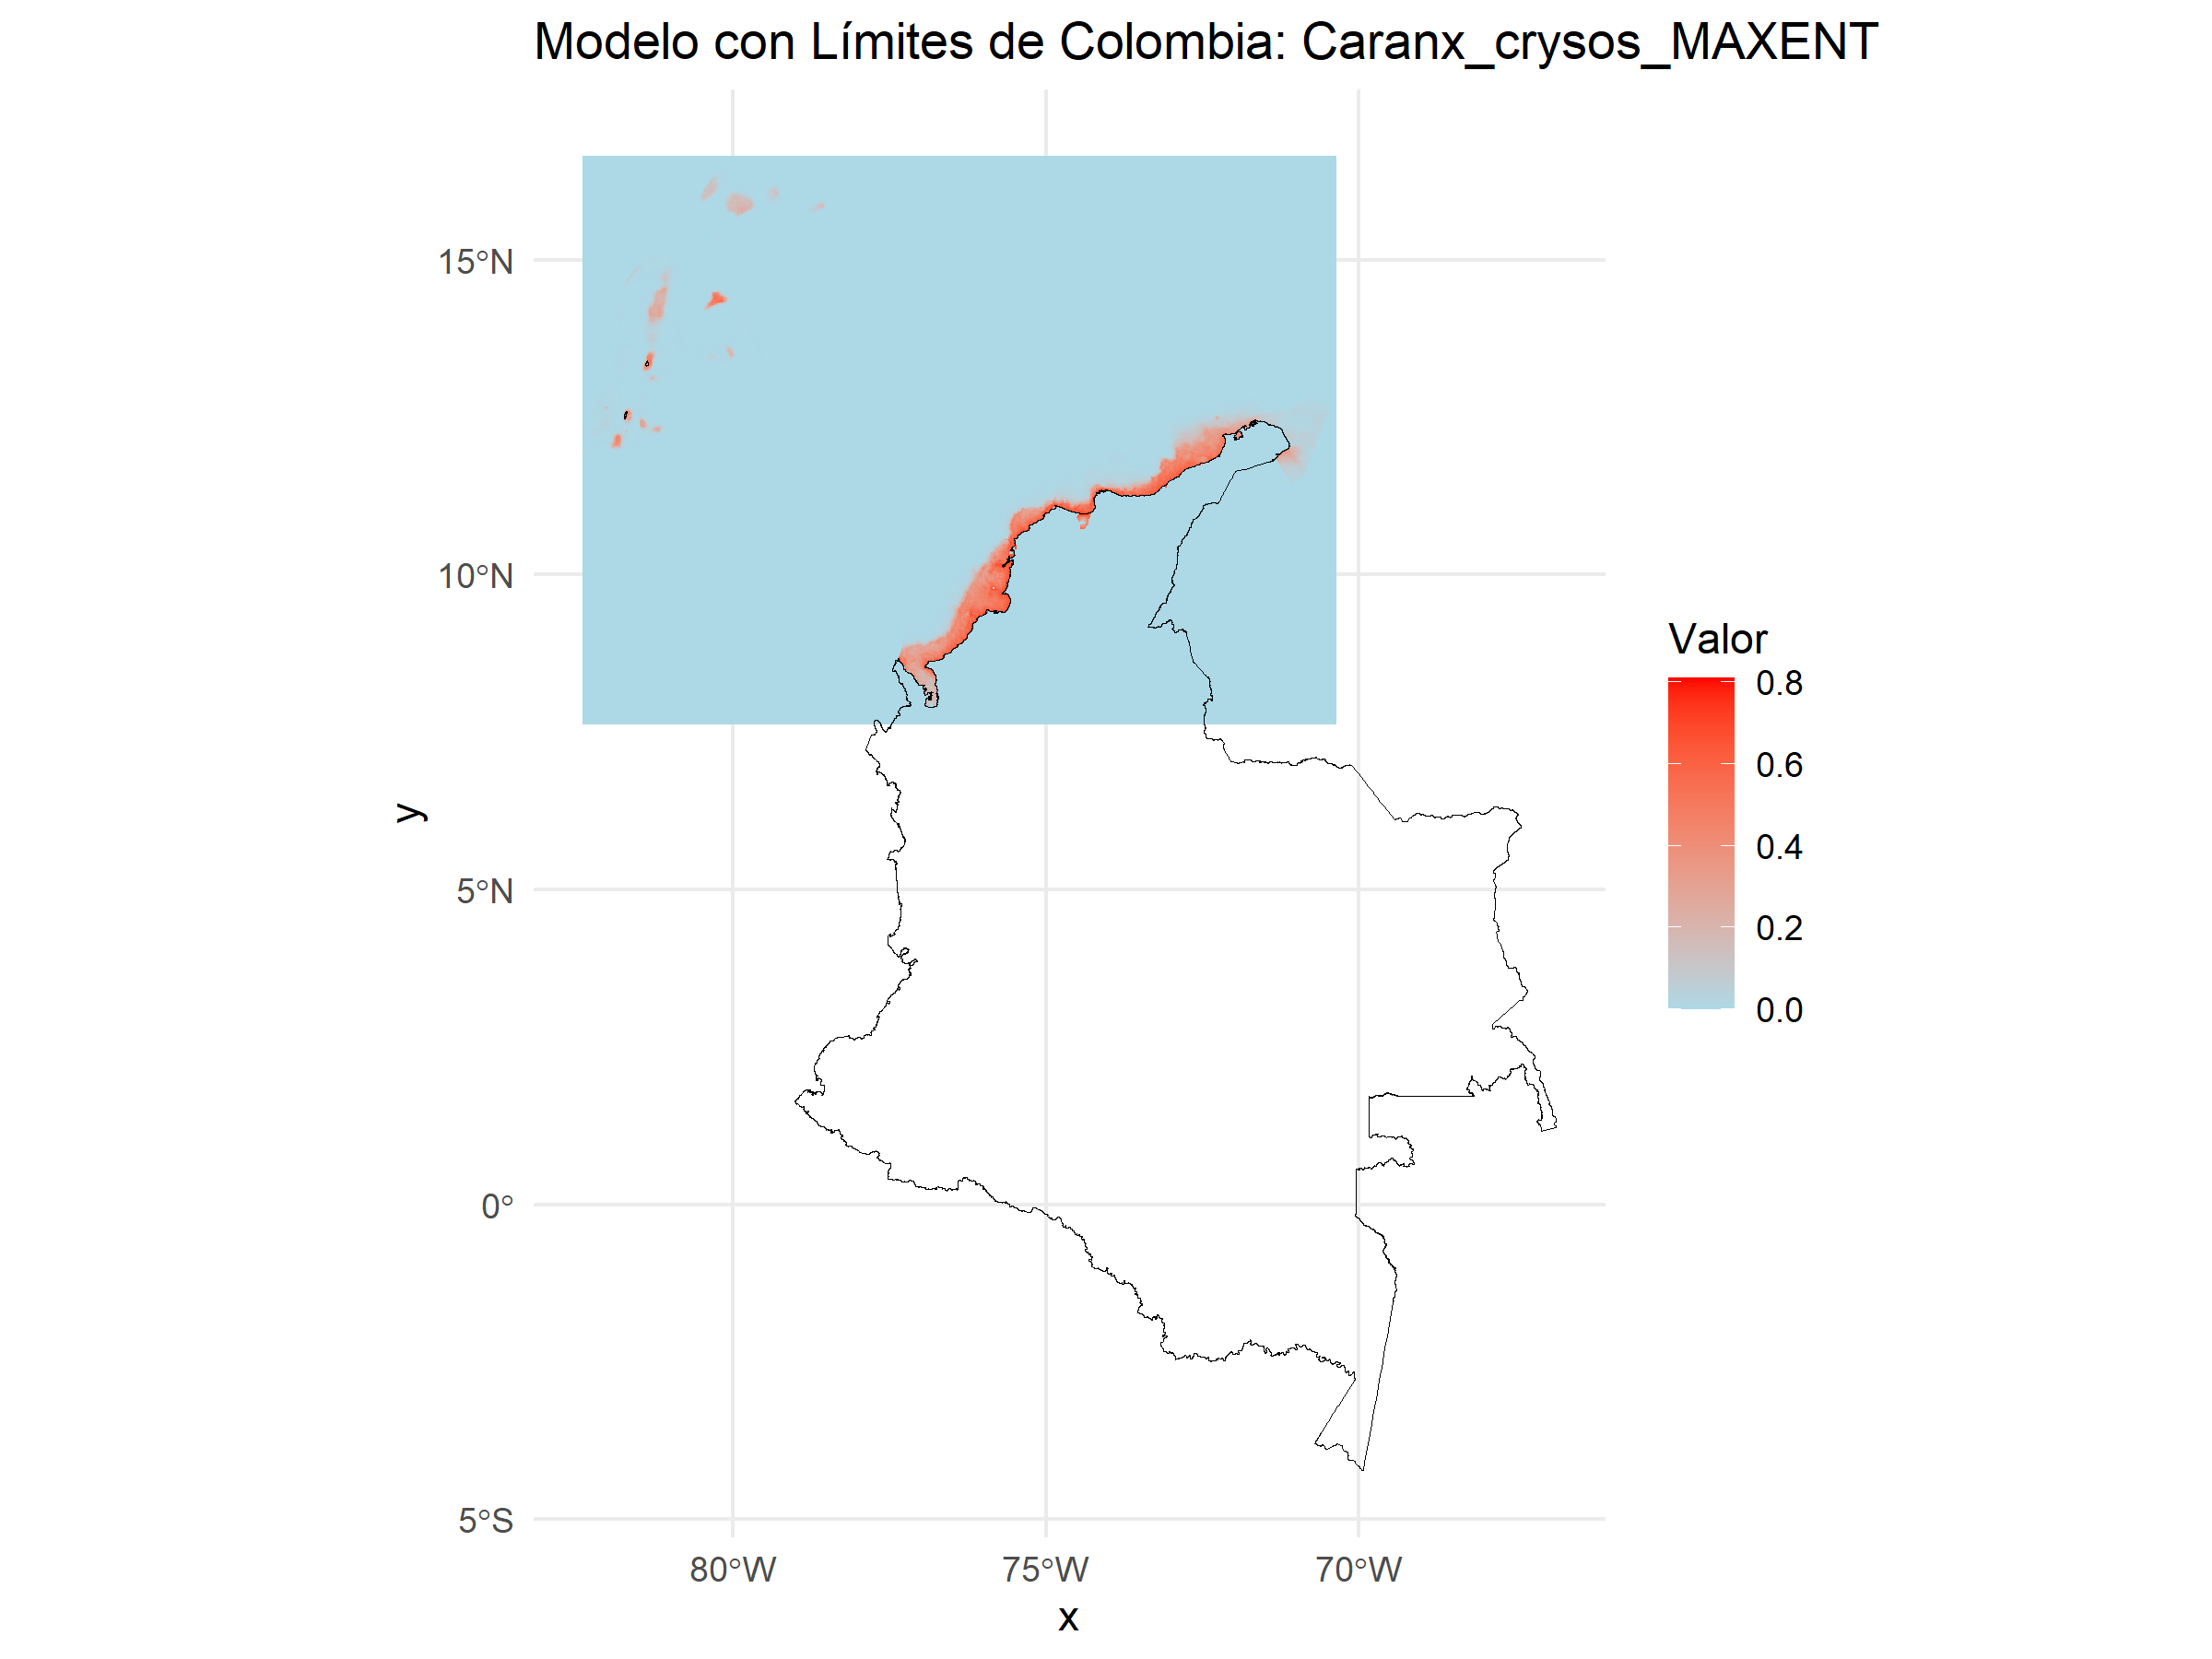 Modelo con Límites de Colombia: Caranx_crysos_MAXENT
15°N
10°N
5°N
0°
5°S
y
80°W
75°W
70°W
x
Valor
0.8
0.6
0.4
0.2
0.0